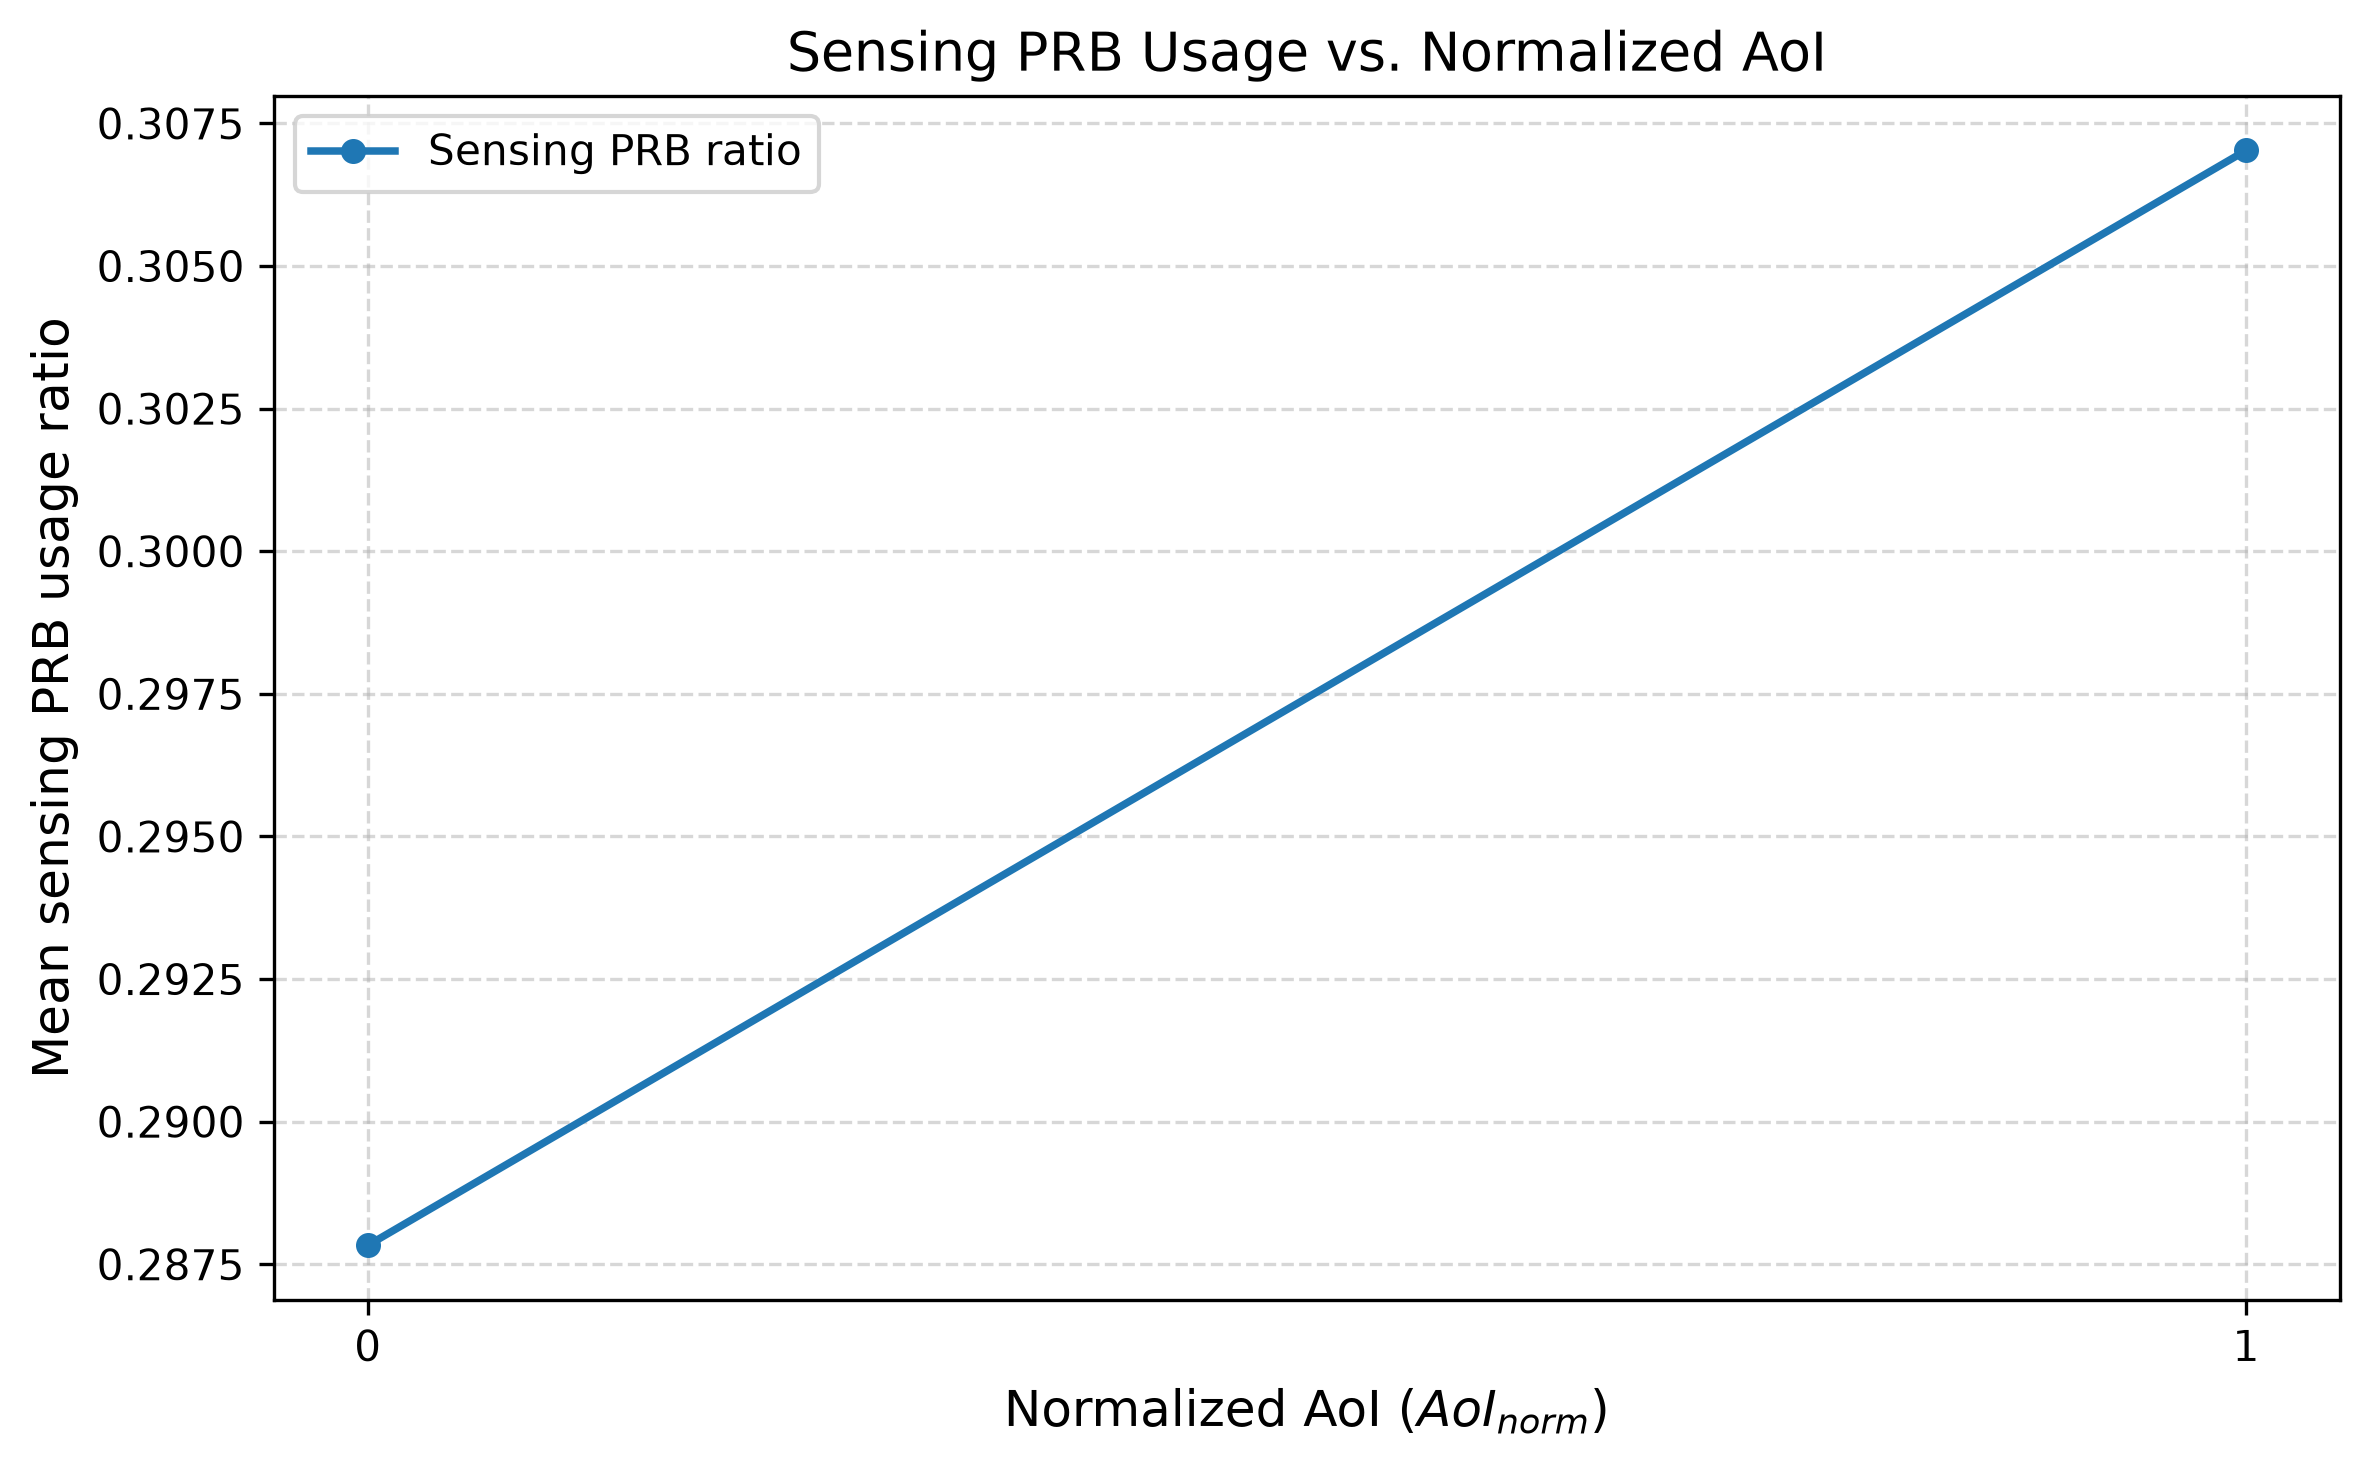 Sensing PRB Usage vs. Normalized AoI
Sensing PRB ratio
Mean sensing PRB usage ratio
0.3075
0.3050
0.3025
0.3000
0.2975
0.2950
0.2925
0.2900
0.2875
0 1
Normalized AoI (AoI_norm)